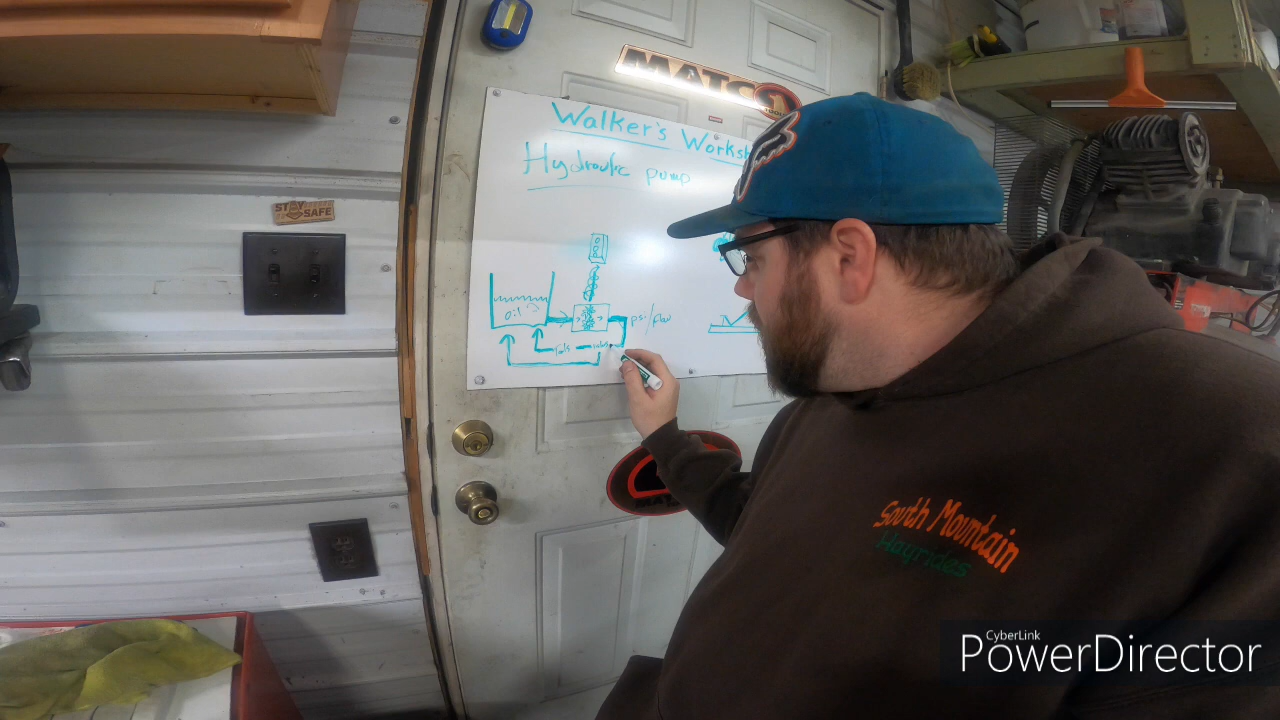 MATCO
STAY SAFE
Walker's Worksh
Hydraulic pump
oil
psi/flow
South Mountain
Hayrides
CyberLink
PowerDirector